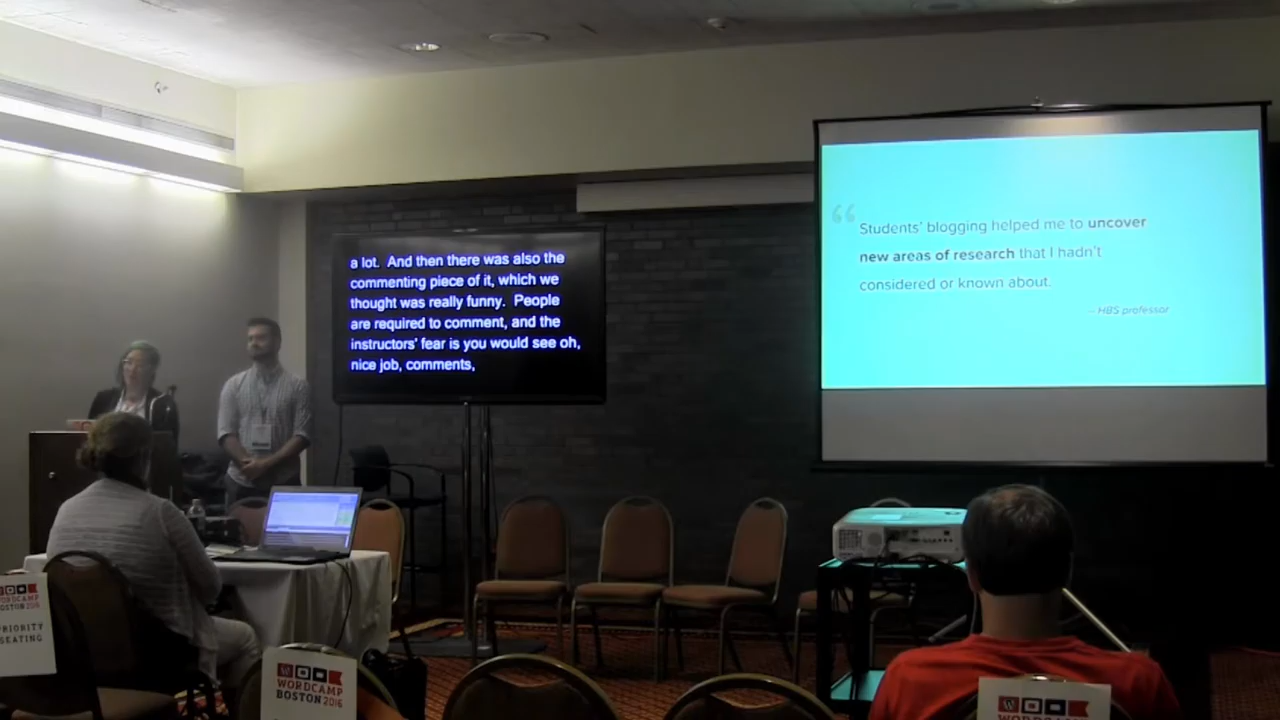 a lot. And then there was also the
commenting piece of it, which we
thought was really funny. People
are required to comment, and the
instructors' fear is you would see oh,
nice job, comments,
“
Students' blogging helped me to uncover
new areas of research that I hadn't
considered or known about.
– HBS professor
WORDCAMP
BOSTON 2016
PRIORITY
SEATING
WORDCAMP
BOSTON 2016
WORDCAMP